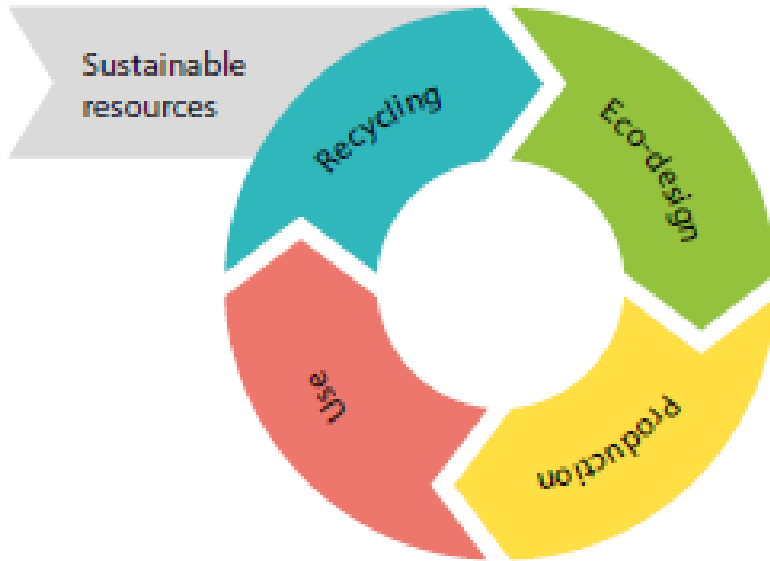 Sustainable
resources
Recycling
Eco-design
Production
Use